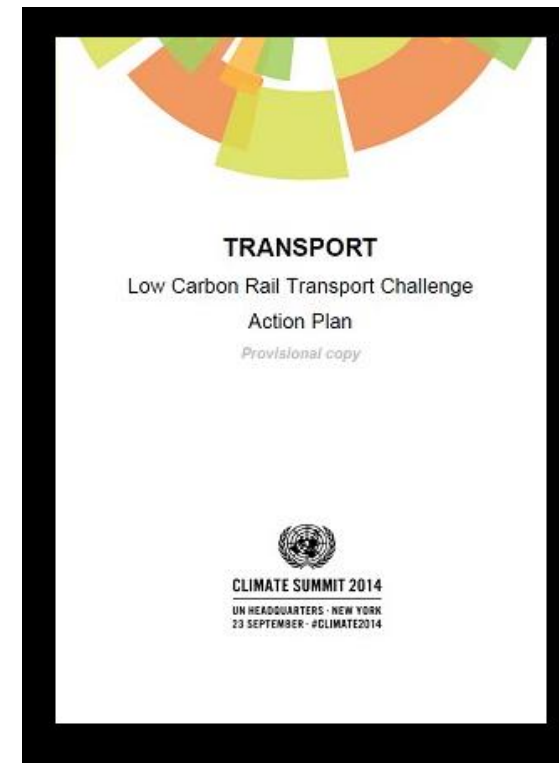 TRANSPORT
Low Carbon Rail Transport Challenge
Action Plan
Provisional copy
CLIMATE SUMMIT 2014
UN HEADQUARTERS · NEW YORK
23 SEPTEMBER · #CLIMATE2014